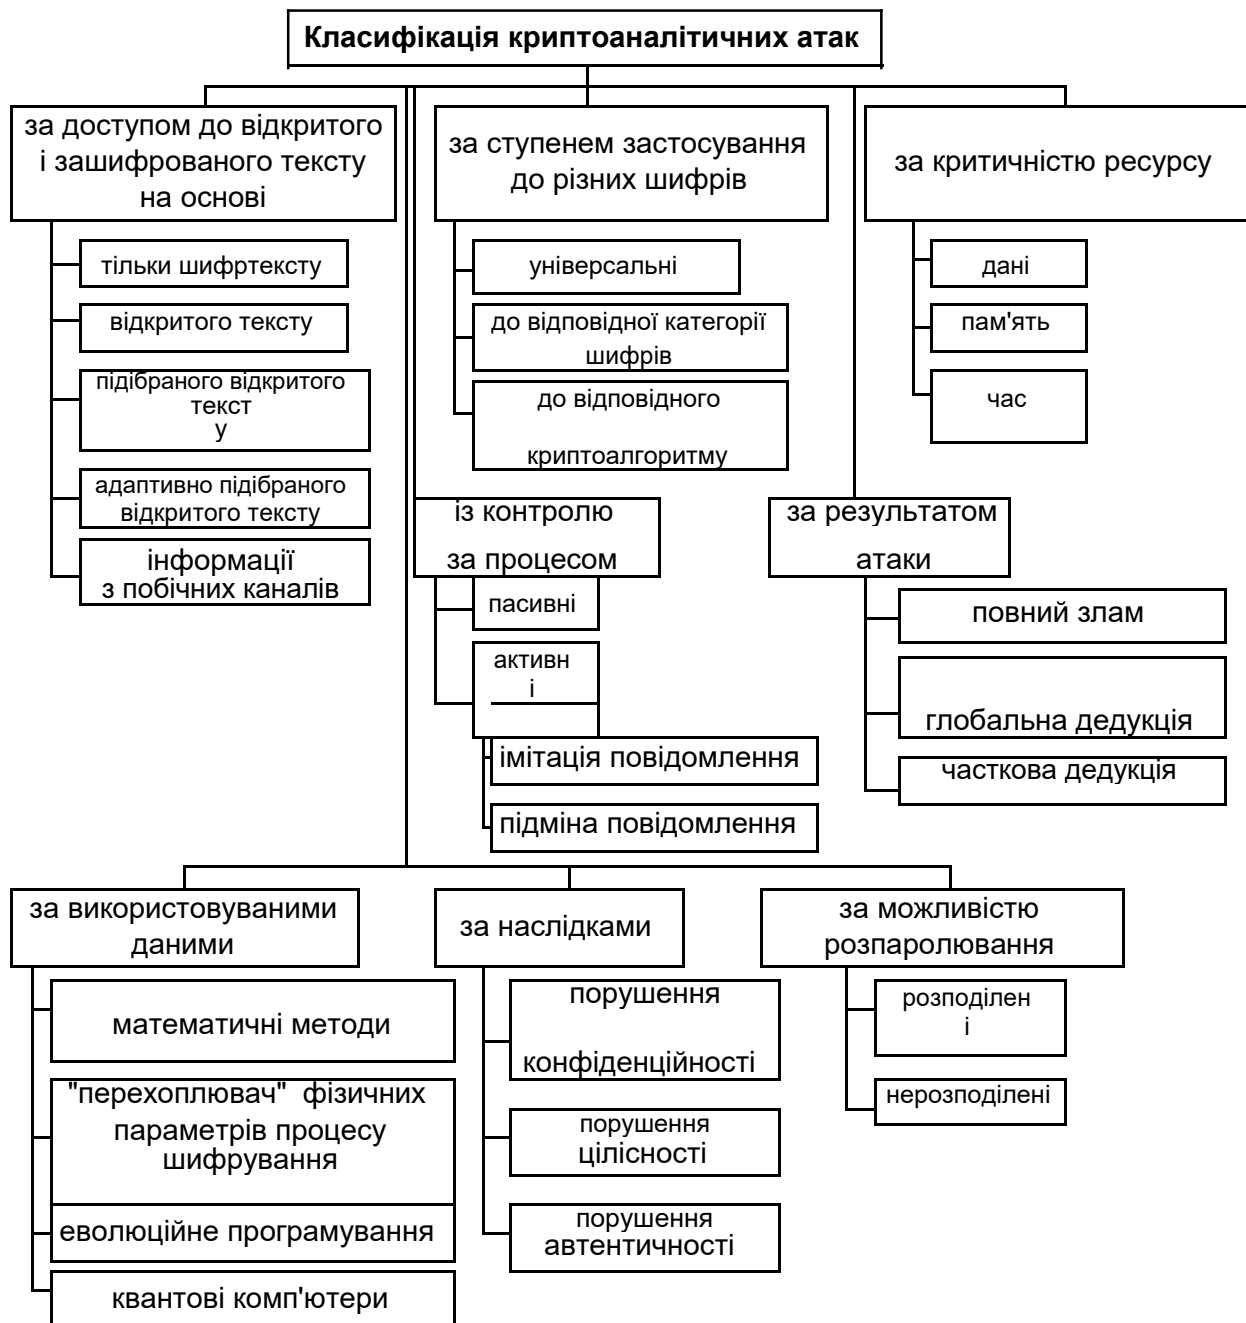 Класифікація криптоаналітичних атак
за доступом до відкритого
і зашифрованого тексту
на основі
тільки шифртексту
відкритого тексту
підібраного відкритого
текст
у
адаптивно підібраного
відкритого тексту
інформації
з побічних каналів
за ступенем застосування
до різних шифрів
універсальні
до відповідної категорії
шифрів
до відповідного
криптоалгоритму
за критичністю ресурсу
дані
пам'ять
час
із контролю
за процесом
пасивні
активн
і
імітація повідомлення
підміна повідомлення
за результатом
атаки
повний злам
глобальна дедукція
часткова дедукція
за використовуваними
даними
математичні методи
"перехоплювач" фізичних
параметрів процесу
шифрування
еволюційне програмування
квантові комп'ютери
за наслідками
порушення
конфіденційності
порушення
цілісності
порушення
автентичності
за можливістю
розпаролювання
розподілен
і
нерозподілені